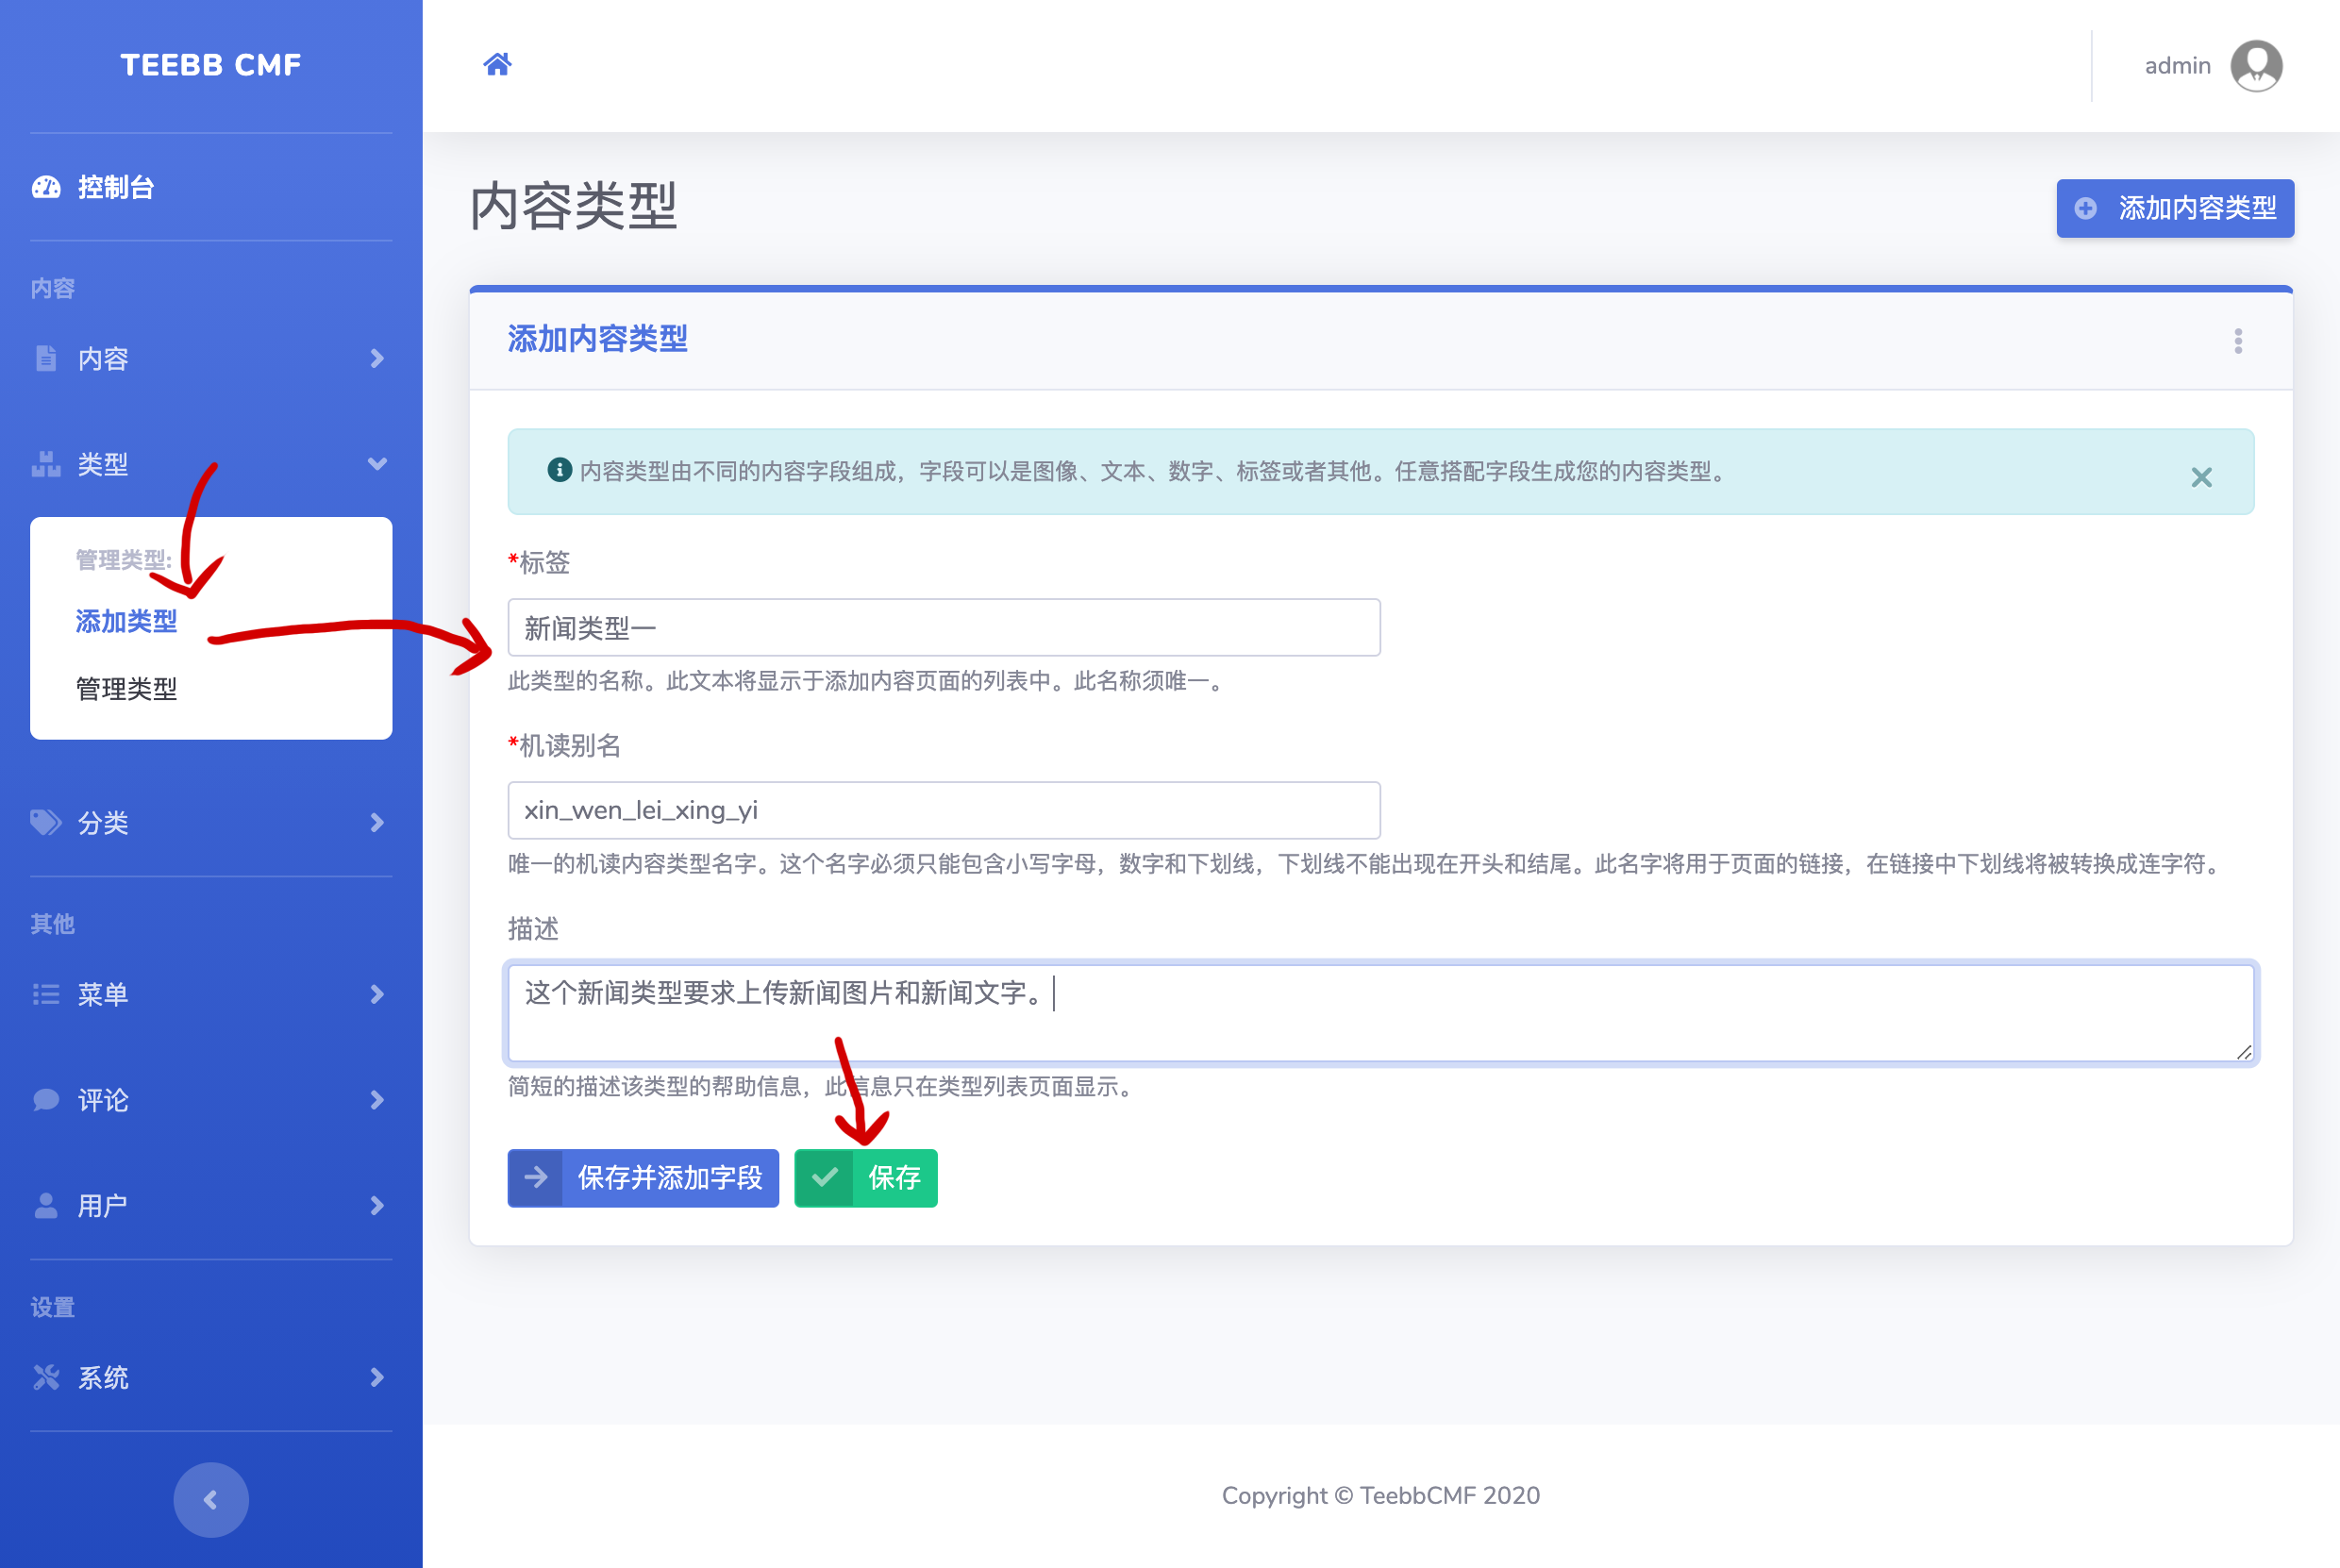 TEEBB CMF
admin
控制台
内容
内容
类型
管理类型:
添加类型
管理类型
分类
其他
菜单
评论
用户
设置
系统
内容类型
添加内容类型
添加内容类型
内容类型由不同的内容字段组成，字段可以是图像、文本、数字、标签或者其他。任意搭配字段生成您的内容类型。
*标签
新闻类型一
此类型的名称。此文本将显示于添加内容页面的列表中。此名称须唯一。
*机读别名
xin_wen_lei_xing_yi
唯一的机读内容类型名字。这个名字必须只能包含小写字母，数字和下划线，下划线不能出现在开头和结尾。此名字将用于页面的链接，在链接中下划线将被转换成连字符。
描述
这个新闻类型要求上传新闻图片和新闻文字。
简短的描述该类型的帮助信息，此信息只在类型列表页面显示。
保存并添加字段
保存
Copyright © TeebbCMF 2020